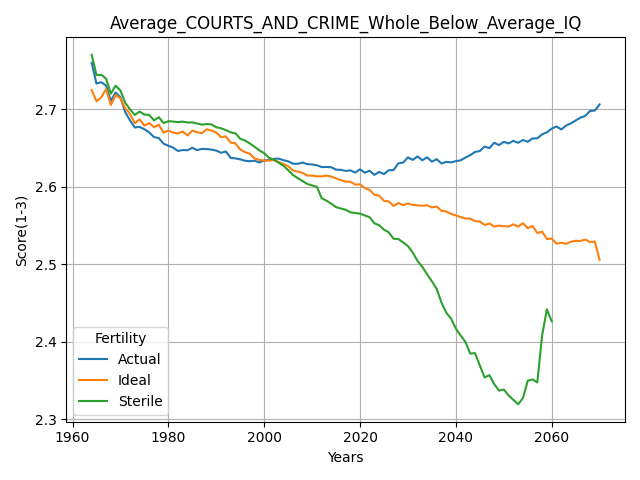 Average_COURTS_AND_CRIME_Whole_Below_Average_IQ
Score(1-3)
2.7
2.6
2.5
2.4
2.3
Fertility
Actual
Ideal
Sterile
1960 1980 2000 2020 2040 2060
Years